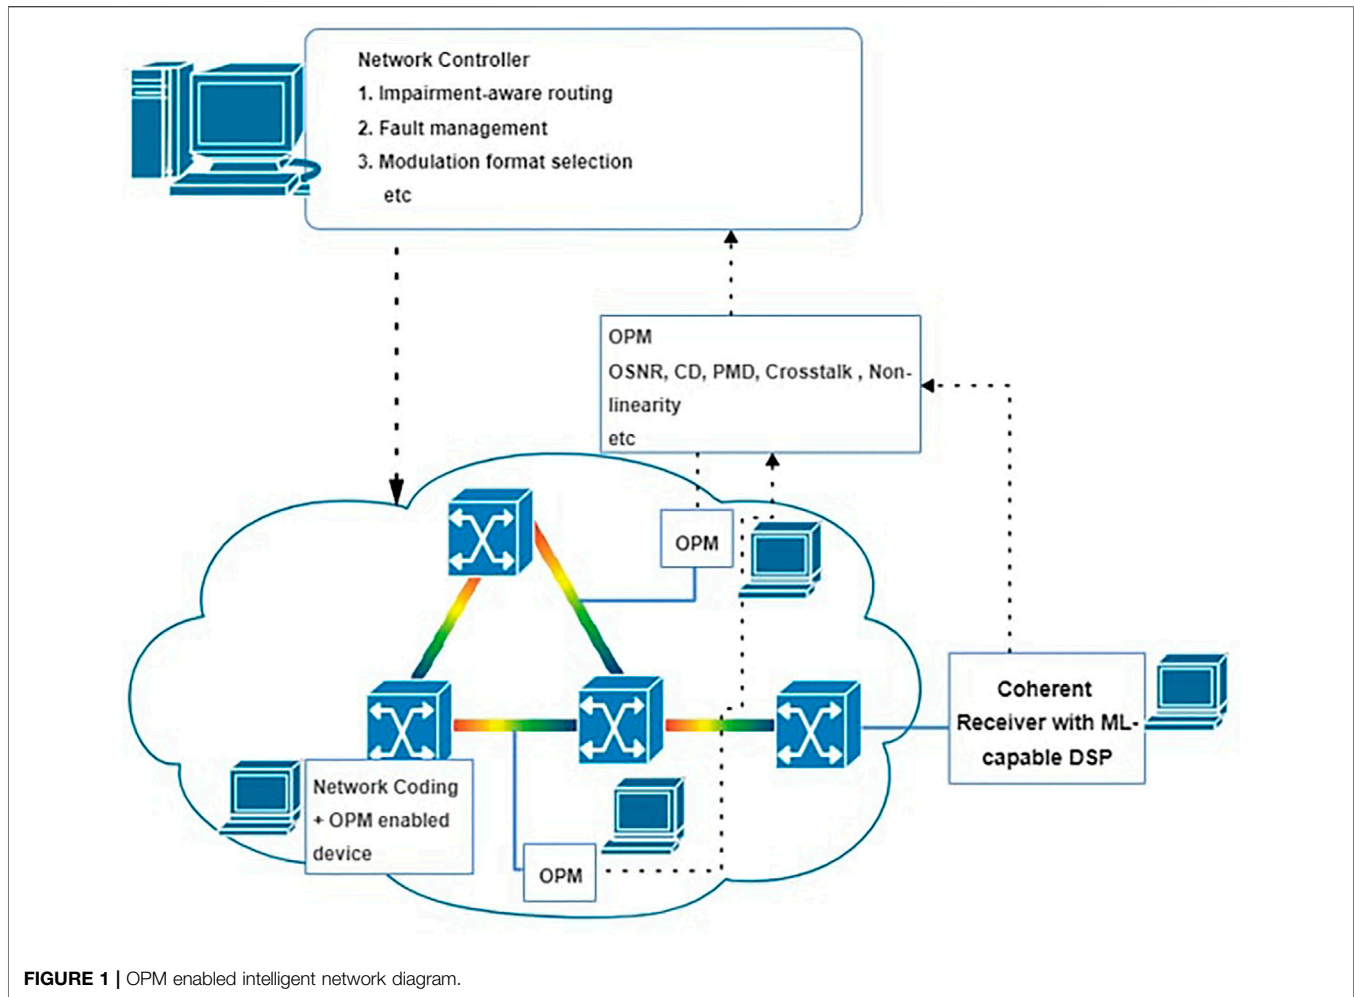 Network Controller
1. Impairment-aware routing
2. Fault management
3. Modulation format selection
etc
OPM
OSNR, CD, PMD, Crosstalk , Non-
linearity
etc
OPM
Coherent
Receiver with ML-
capable DSP
Network Coding
+ OPM enabled
device
OPM
FIGURE 1 | OPM enabled intelligent network diagram.